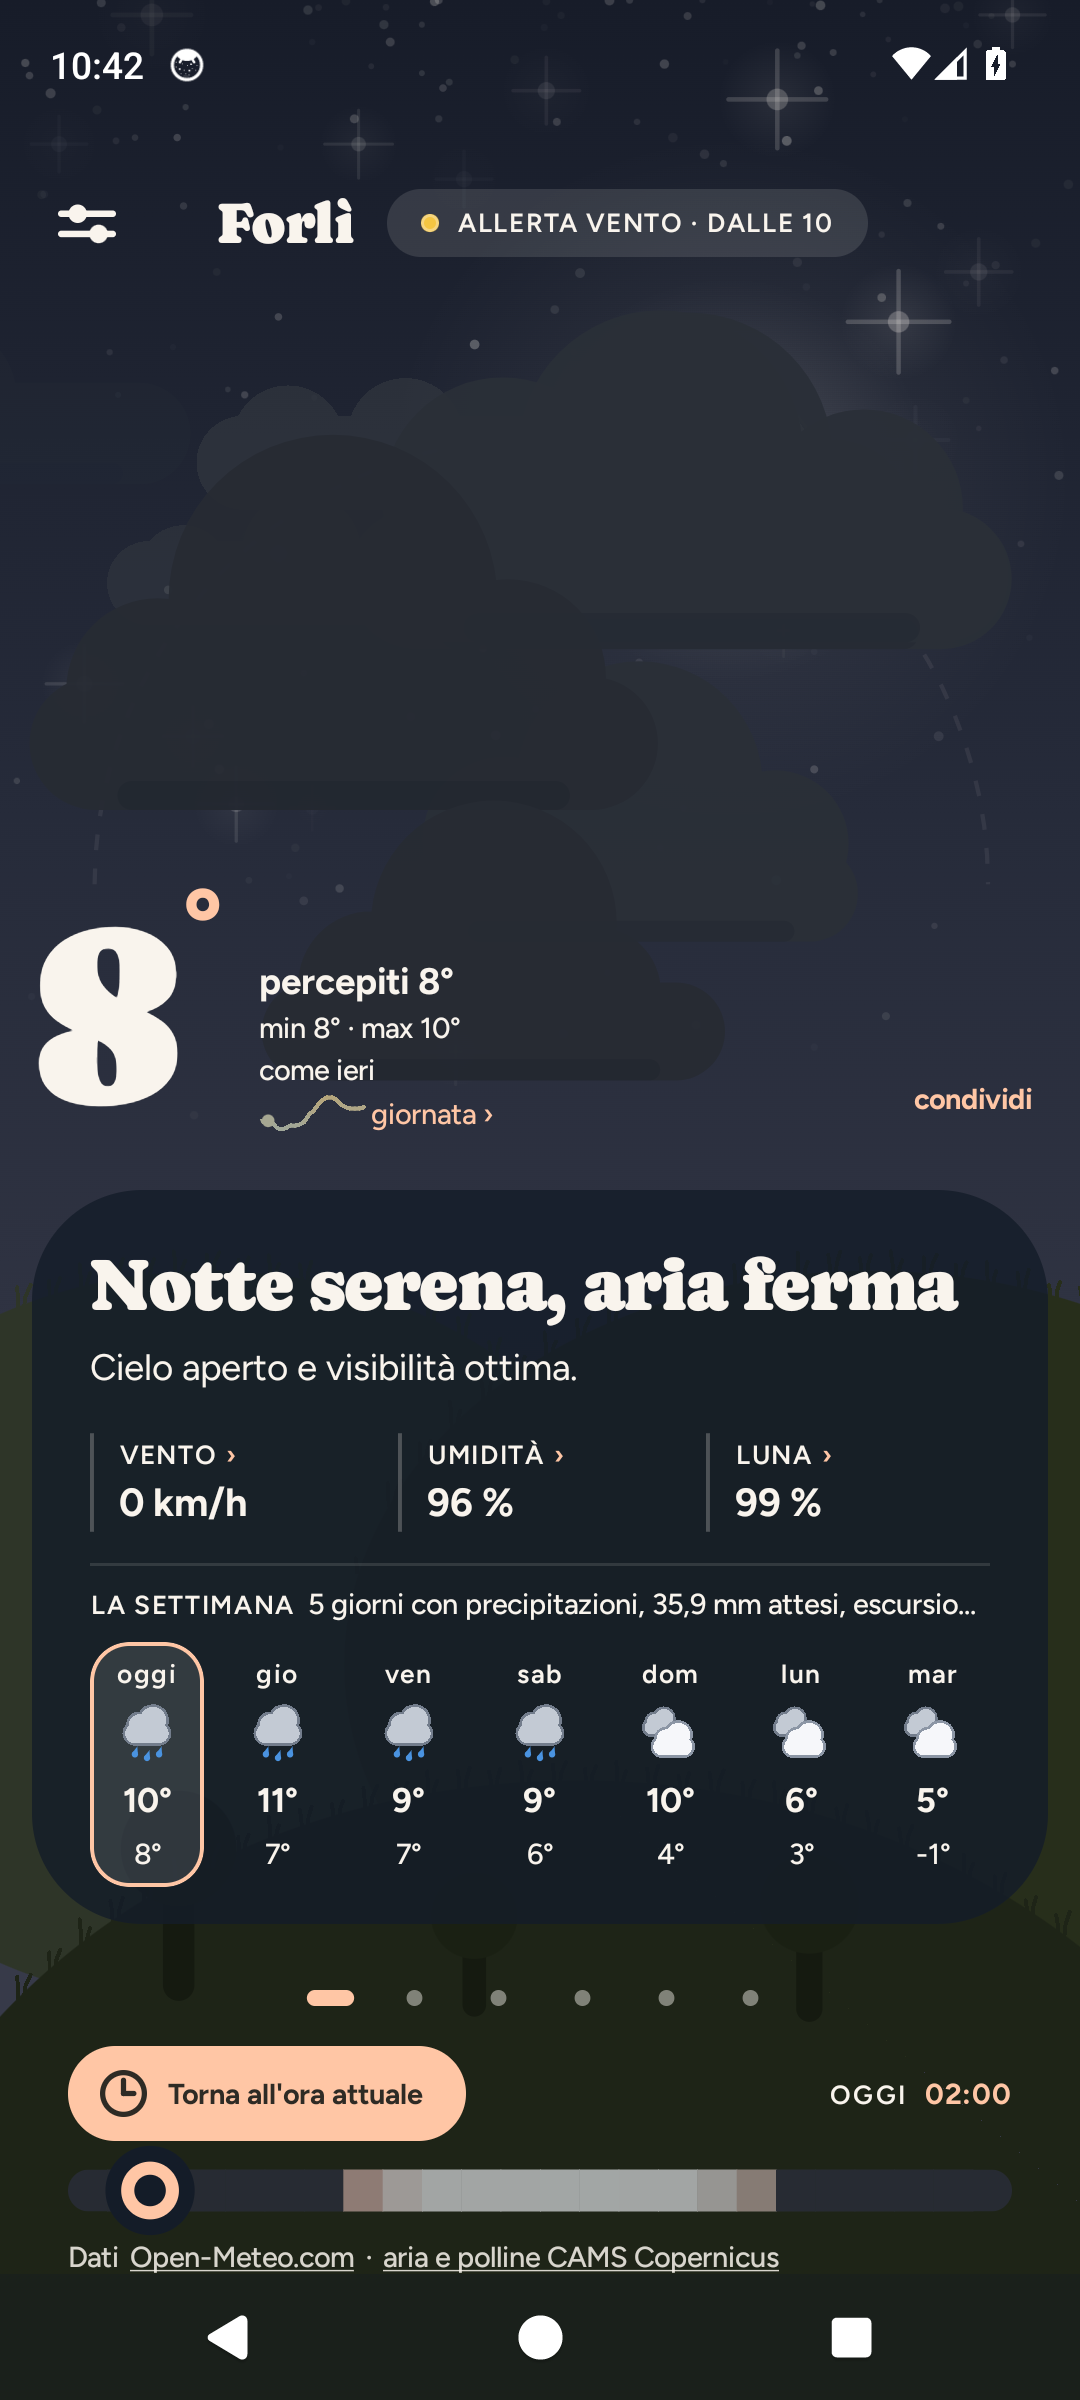 10:42
Forlì
ALLERTA VENTO · DALLE 10
8°
percepiti 8°
min 8° · max 10°
come ieri
giornata ›
condividi
Notte serena, aria ferma
Cielo aperto e visibilità ottima.
VENTO › UMIDITÀ › LUNA ›
0 km/h 96 % 99 %
LA SETTIMANA 5 giorni con precipitazioni, 35,9 mm attesi, escursio...
oggi gio ven sab dom lun mar
10° 11° 9° 9° 10° 6° 5°
8° 7° 7° 6° 4° 3° -1°
Torna all'ora attuale
OGGI 02:00
Dati Open-Meteo.com · aria e polline CAMS Copernicus